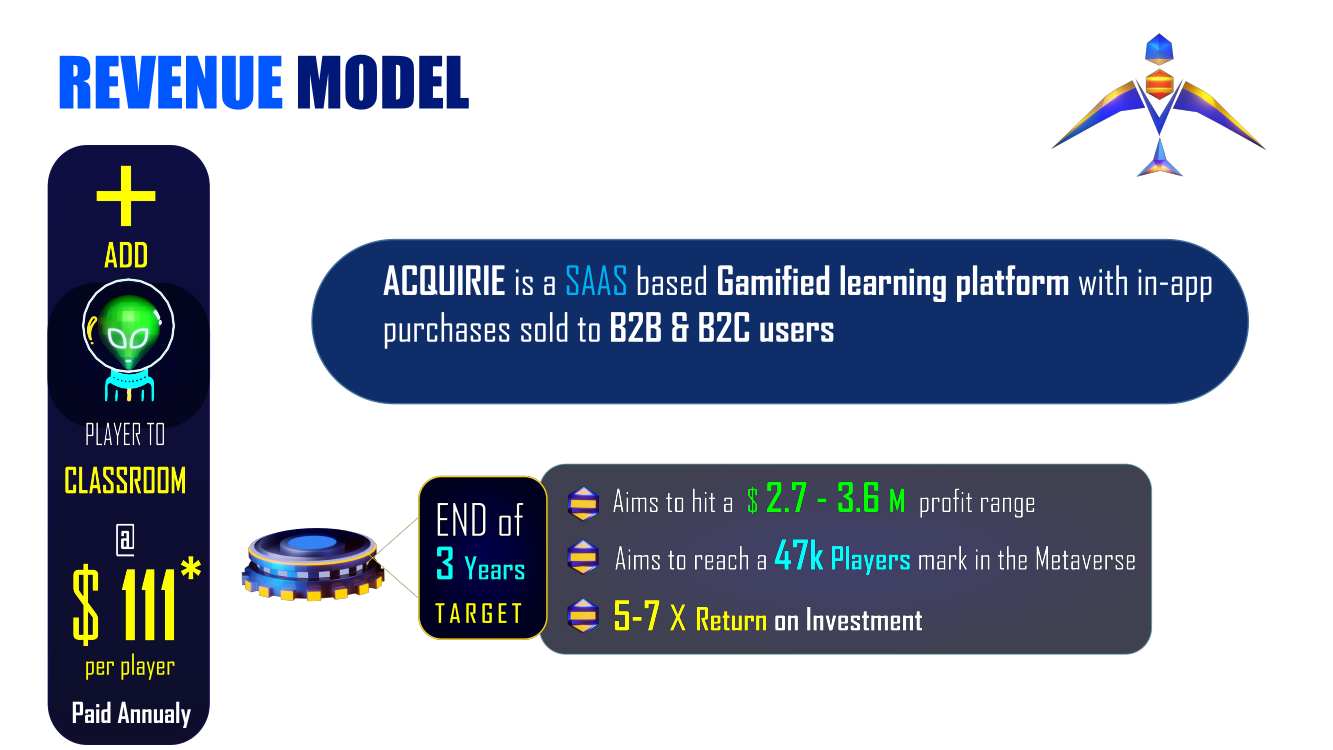 REVENUE MODEL
+
ADD
PLAYER TO
CLASSROOM
@
$ 111*
per player
Paid Annualy
ACQUIRIE is a SAAS based Gamified learning platform with in-app
purchases sold to B2B & B2C users
END of
3 Years
TARGET
Aims to hit a $ 2.7 - 3.6 M profit range
Aims to reach a 47k Players mark in the Metaverse
5-7 X Return on Investment